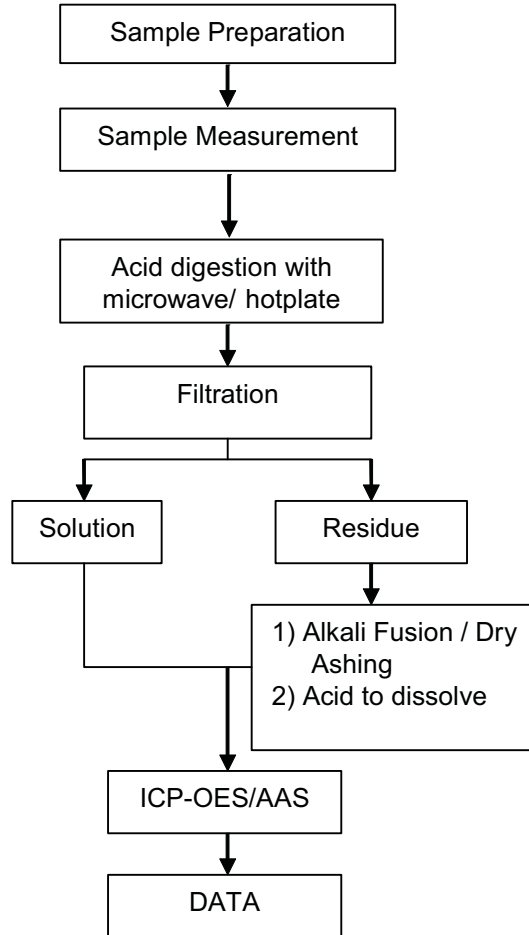 Sample Preparation
Sample Measurement
Acid digestion with
microwave/ hotplate
Filtration
Solution
Residue
1) Alkali Fusion / Dry
Ashing
2) Acid to dissolve
ICP-OES/AAS
DATA